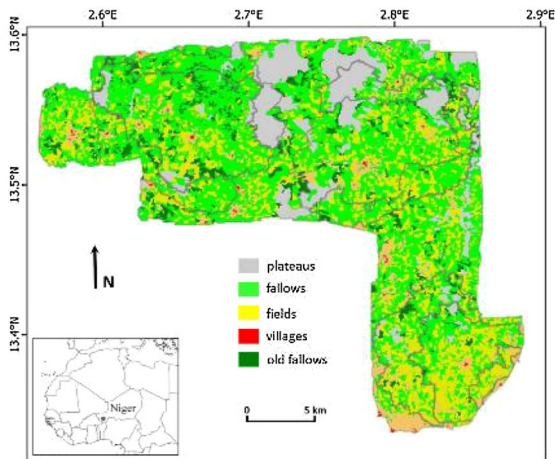 2.6°E 2.7°E 2.8°E 2.9°E
13.6°N
13.5°N
13.4°N
N
plateaus
fallows
fields
villages
old fallows
Niger
0 5 km